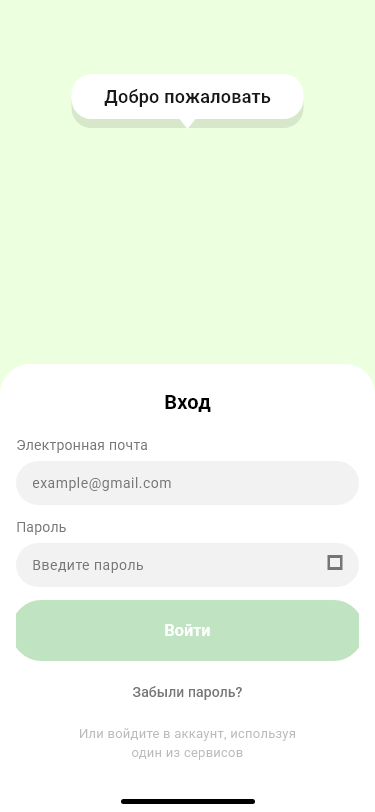 Добро пожаловать
Вход
Электронная почта
example@gmail.com
Пароль
Введите пароль
Войти
Забыли пароль?
Или войдите в аккаунт, используя
один из сервисов